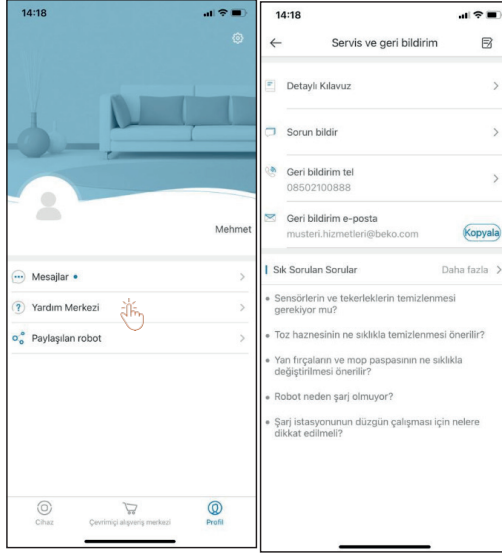 14:18
Mehmet
Mesajlar
Yardım Merkezi
Paylaşılan robot
Cihaz
Çevrimiçi alışveriş merkezi
Profil
14:18
Servis ve geri bildirim
Detaylı Kılavuz
Sorun bildir
Geri bildirim tel
08502100888
Geri bildirim e-posta
musteri.hizmetleri@beko.com
Kopyala
Sık Sorulan Sorular
Daha fazla
Sensörlerin ve tekerleklerin temizlenmesi
gerekiyor mu?
Toz haznesinin ne sıklıkla temizlenmesi önerilir?
Yan fırçaların ve mop paspasının ne sıklıkla
değiştirilmesi önerilir?
Robot neden şarj olmuyor?
Şarj istasyonunun düzgün çalışması için nelere
dikkat edilmeli?